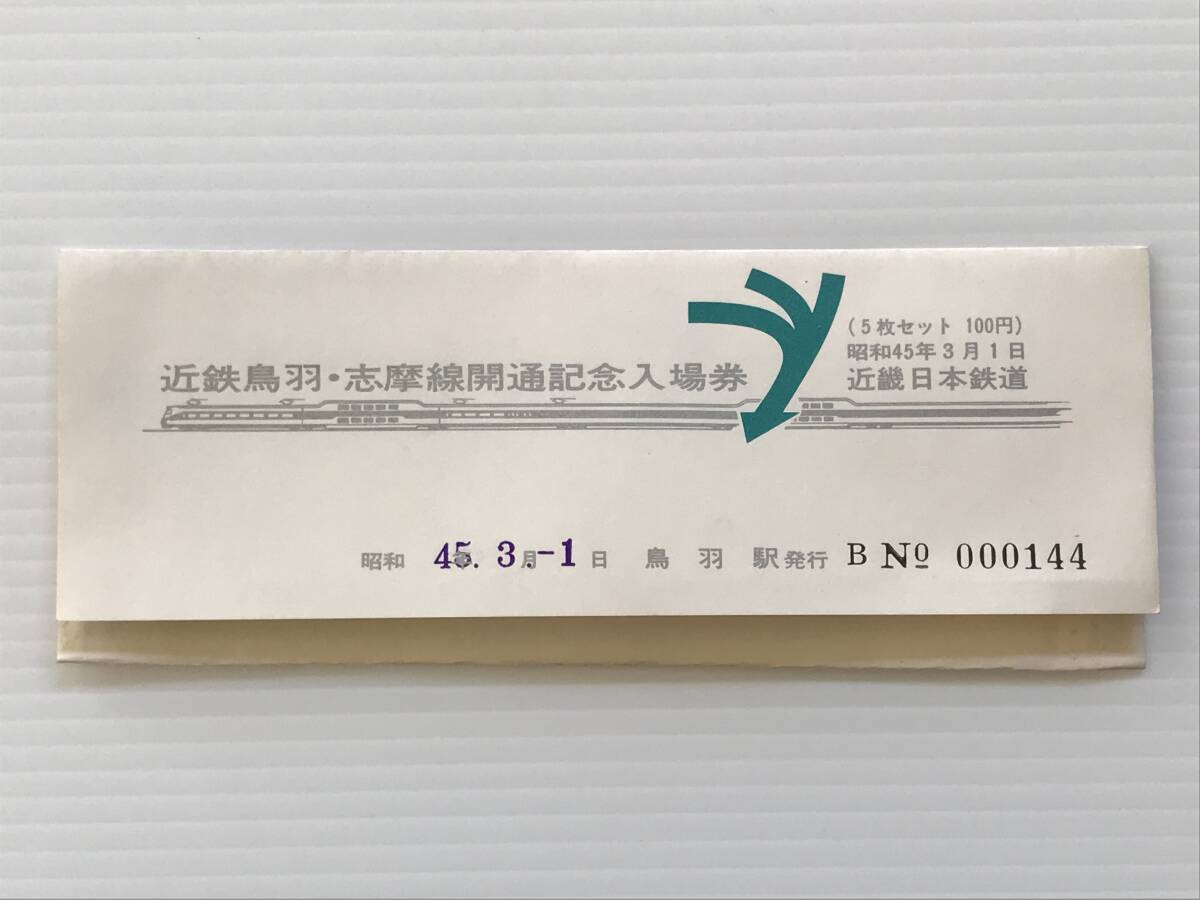 (5枚セット 100円)
昭和45年3月1日
近鉄鳥羽・志摩線開通記念入場券 近畿日本鉄道
昭和 45. 3. -1 日 鳥羽駅発行 B No 000144